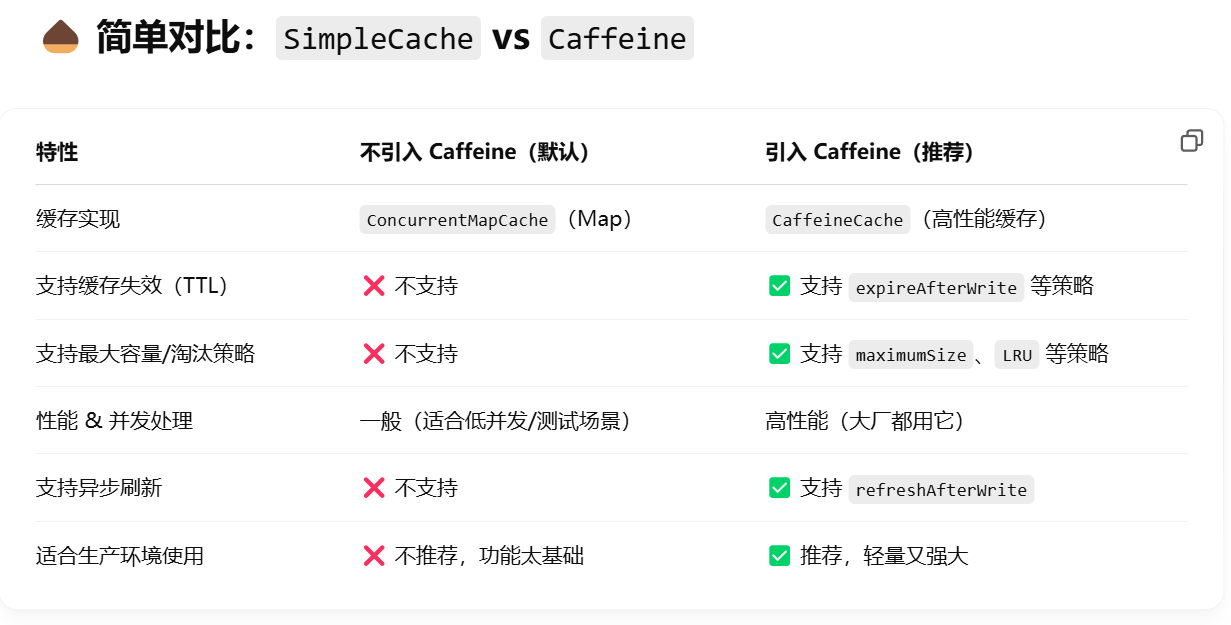 简单对比：SimpleCache vs Caffeine
特性 不引入 Caffeine（默认） 引入 Caffeine（推荐）
缓存实现 ConcurrentMapCache（Map） CaffeineCache（高性能缓存）
支持缓存失效（TTL） ❌ 不支持 ✅ 支持 expireAfterWrite 等策略
支持最大容量/淘汰策略 ❌ 不支持 ✅ 支持 maximumSize、LRU 等策略
性能 & 并发处理 一般（适合低并发/测试场景） 高性能（大厂都用它）
支持异步刷新 ❌ 不支持 ✅ 支持 refreshAfterWrite
适合生产环境使用 ❌ 不推荐，功能太基础 ✅ 推荐，轻量又强大